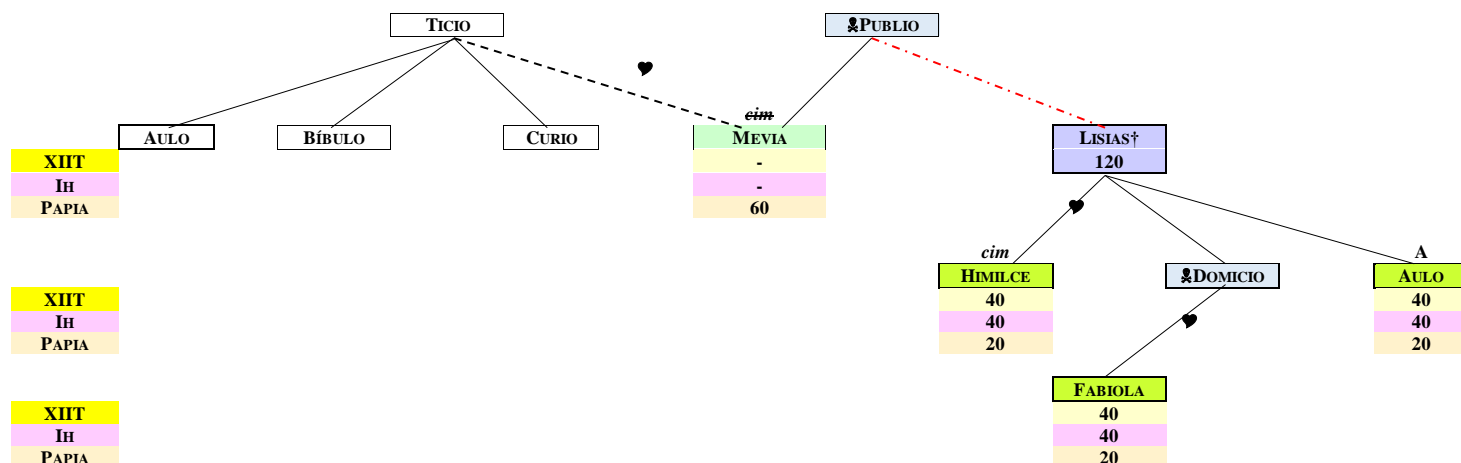 TICIO ☠PUBLIO
cim
AULO BÍBULO CURIO MEVIA LISIAS†
XIIT - 120
IH -
PAPIA 60
cim A
HIMILCE ☠DOMICIO AULO
XIIT 40 40
IH 40 40
PAPIA 20 20
FABIOLA
XIIT 40
IH 40
PAPIA 20